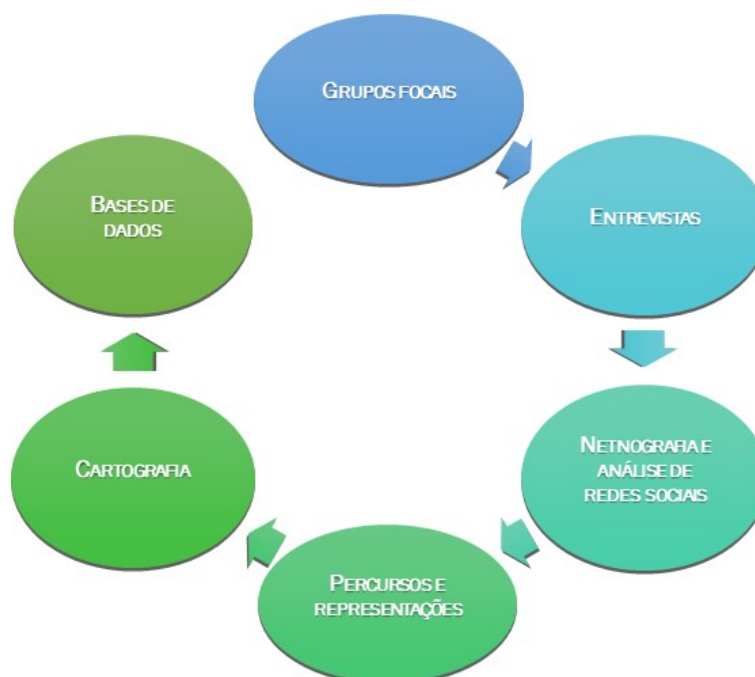 GRUPOS FOCAIS
ENTREVISTAS
NETNOGRAFIA E
ANÁLISE DE
REDES SOCIAIS
PERCURSOS E
REPRESENTAÇÕES
CARTOGRAFIA
BASES DE
DADOS